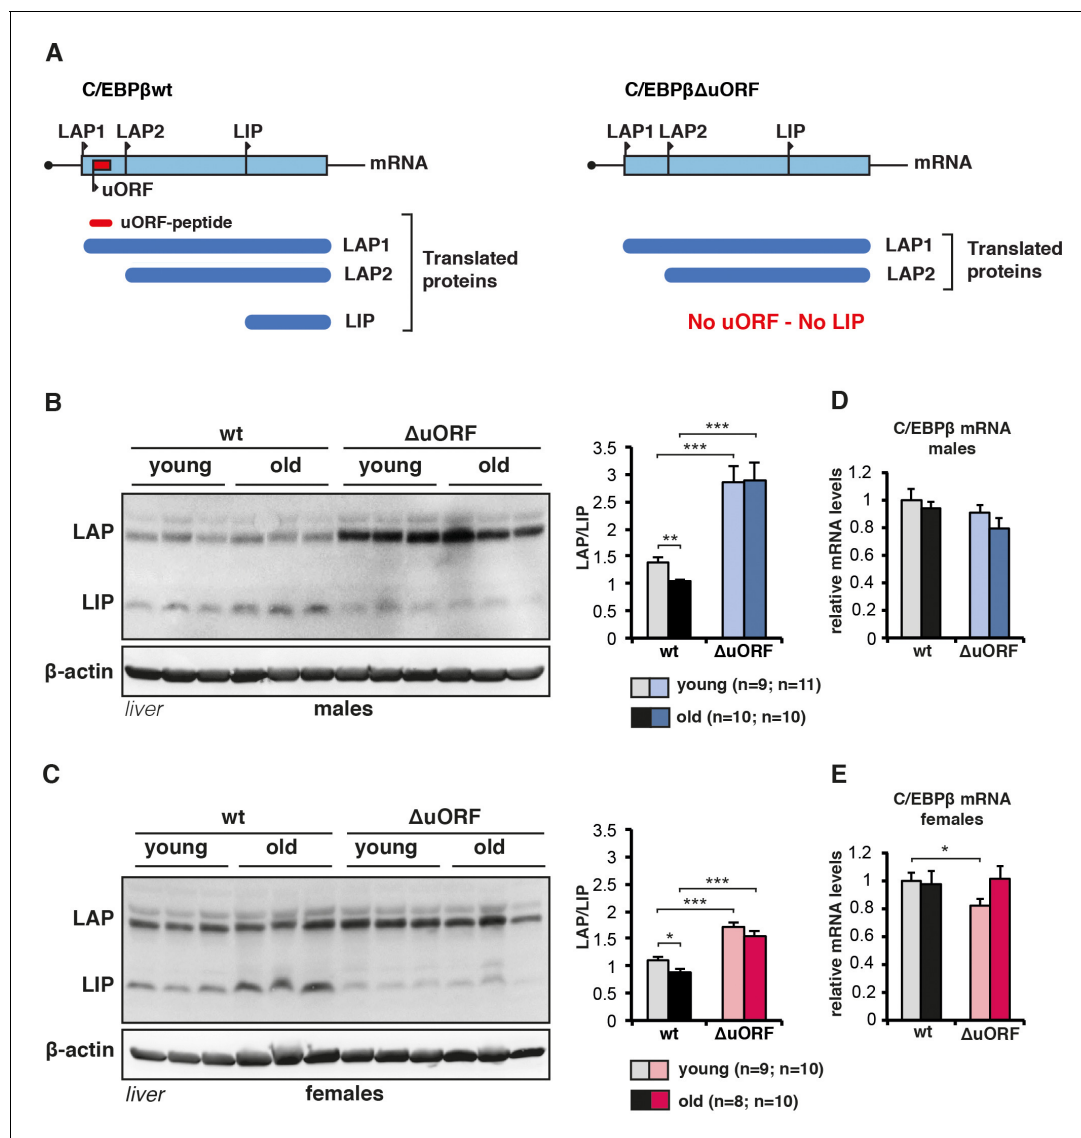 A
C/EBPβwt
LAP1 LAP2 LIP
mRNA
uORF
uORF-peptide
LAP1
LAP2
LIP
Translated
proteins
C/EBPβΔuORF
LAP1 LAP2 LIP
mRNA
LAP1
LAP2
Translated
proteins
No uORF - No LIP
B
wt ΔuORF
young old young old
LAP
LIP
β-actin
liver males
LAP/LIP
3.5
3
2.5
2
1.5
1
0.5
0
**
***
***
wt ΔuORF
young (n=9; n=11)
old (n=10; n=10)
D
C/EBPβ mRNA
males
relative mRNA levels
1.2
1
0.8
0.6
0.4
0.2
0
wt ΔuORF
C
wt ΔuORF
young old young old
LAP
LIP
β-actin
liver females
LAP/LIP
3.5
3
2.5
2
1.5
1
0.5
0
*
***
***
wt ΔuORF
young (n=9; n=10)
old (n=8; n=10)
E
C/EBPβ mRNA
females
relative mRNA levels
1.2
1
0.8
0.6
0.4
0.2
0
*
wt ΔuORF